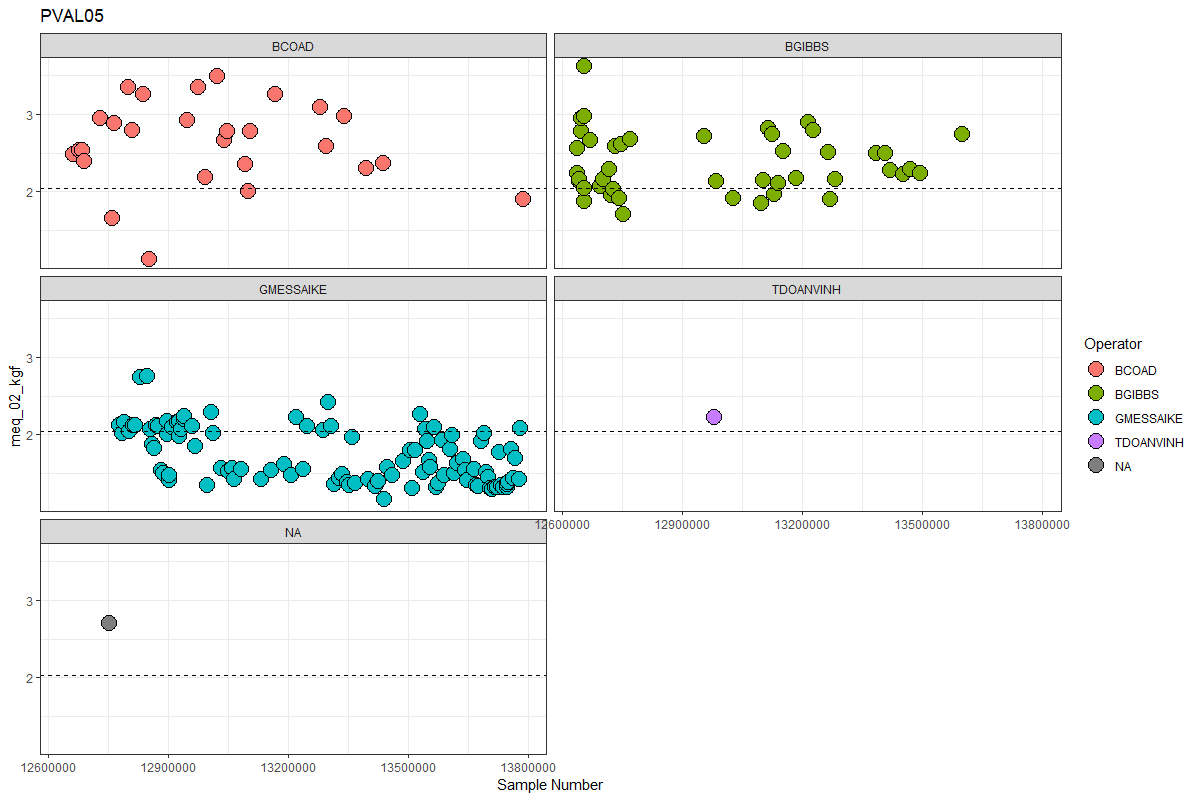 PVAL05
BCOAD
BGIBBS
3
2
GMESSAIKE
TDOANVINH
3
2
12600000
12900000
13200000
13500000
13800000
NA
3
2
12600000
12900000
13200000
13500000
13800000
Sample Number
meq_02_kgf
Operator
BCOAD
BGIBBS
GMESSAIKE
TDOANVINH
NA